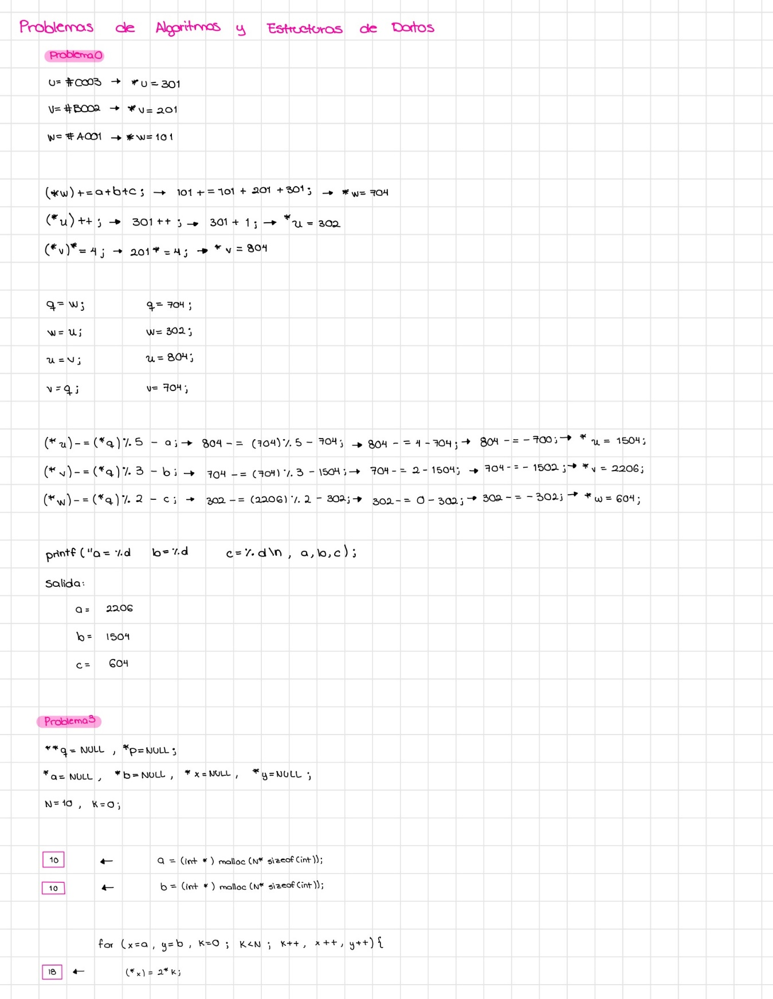 Problemas de Algoritmos y Estructuras de Datos
Problema 0
U= #C003 → *U = 301
V= #B002 → *V = 201
W= #A001 → *W= 101
(*w) += a+b+c ; → 101 += 101 + 201 + 301 ; → *w= 704
(*u) ++ ; → 301 ++ ; → 301 + 1 ; → *u = 302
(*v)* = 4 ; → 201 * = 4 ; → * v = 804
q = w; q = 704 ;
w = u; w = 302 ;
u = v ; u = 804 ;
v = q ; v= 704 ;
(*u) - = (*q) % 5 - a ; → 804 - = (704) % 5 - 704 ; → 804 - = 4 - 704 ; → 804 - = - 700 ; → * u = 1504 ;
(*v) - = (*q) % 3 - b ; → 704 - = (704) % 3 - 1504 ; → 704 - = 2 - 1504 ; → 704 - = - 1502 ; → * v = 2206 ;
(*w) - = (*q) % 2 - c ; → 302 - = (2206) % 2 - 302 ; → 302 - = 0 - 302 ; → 302 - = - 302 ; → * w = 604 ;
printf ("a = %d b = %d c = %d\n , a, b, c) ;
Salida:
a = 2206
b = 1504
c = 604
Problema 3
**q = NULL , *p=NULL ;
*a = NULL , *b = NULL , * x = NULL , *y = NULL ;
N = 10 , K = 0 ;
10 ← a = (int *) malloc (N* sizeof (int)) ;
10 ← b = (int *) malloc (N* sizeof (int)) ;
for (x=a , y=b , K=0 ; K<N ; K++ , x++ , y++) {
18 ← (*x) = 2*K ;